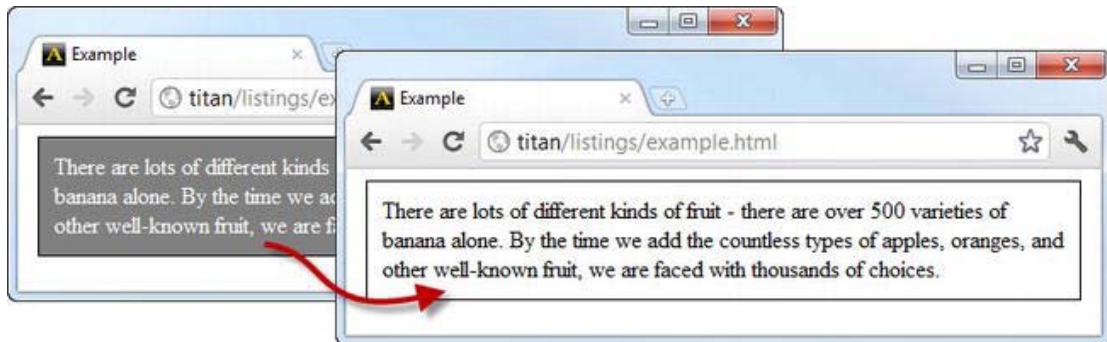 Example
titan/listings/ex
There are lots of different kinds
banana alone. By the time we ad
other well-known fruit, we are fa
Example
titan/listings/example.html
There are lots of different kinds of fruit - there are over 500 varieties of
banana alone. By the time we add the countless types of apples, oranges, and
other well-known fruit, we are faced with thousands of choices.